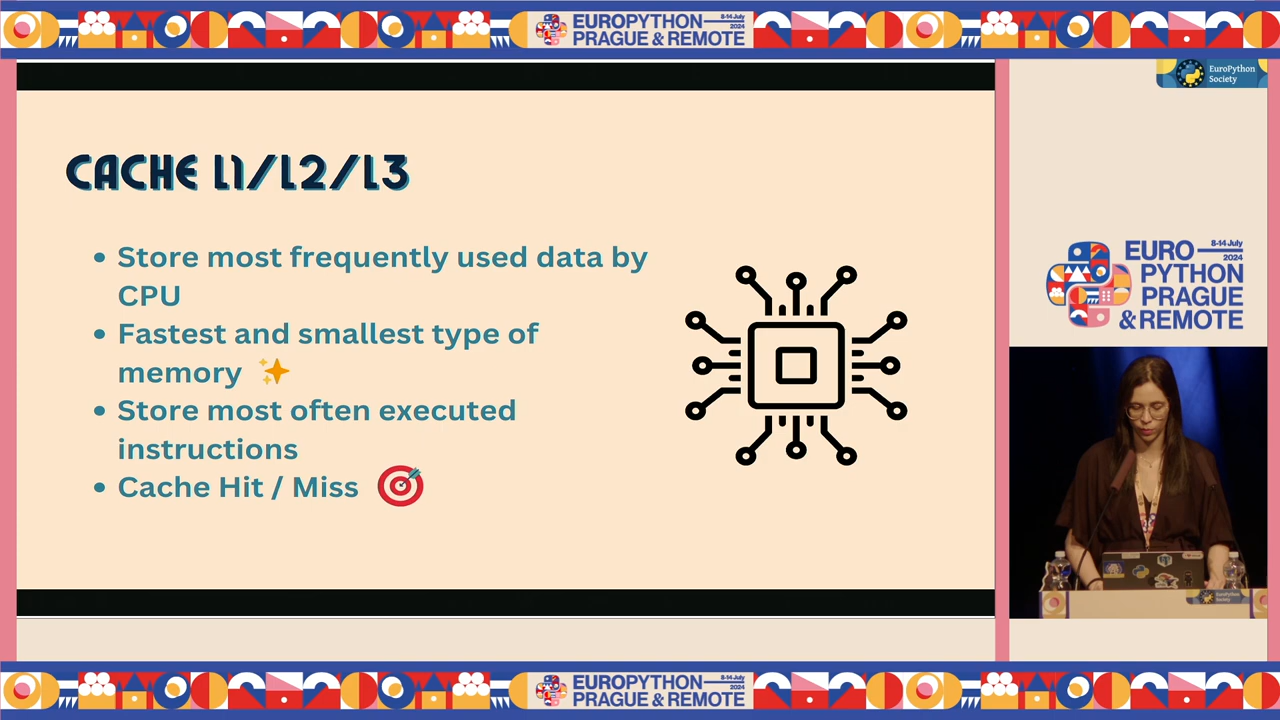 EUROPYTHON
8-14 July
2024
PRAGUE & REMOTE
EuroPython
Society
CACHE L1/L2/L3
• Store most frequently used data by
CPU
• Fastest and smallest type of
memory
• Store most often executed
instructions
• Cache Hit / Miss
EURO
8-14 July
2024
PYTHON
PRAGUE
& REMOTE
EuroPython
Society
EUROPYTHON
8-14 July
2024
PRAGUE & REMOTE